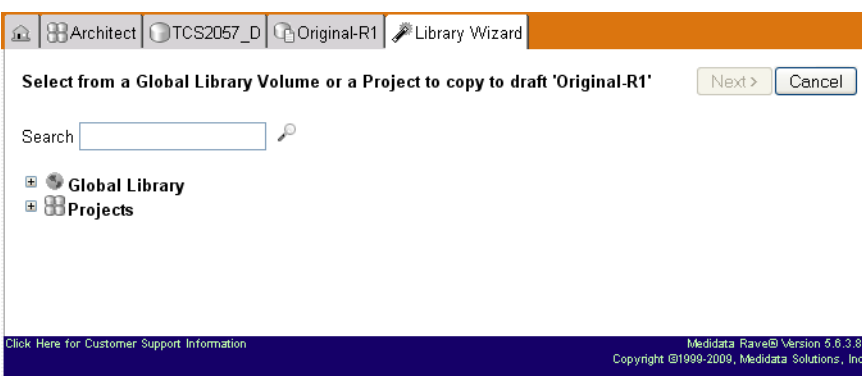 Architect TCS2057_D Original-R1 Library Wizard
Select from a Global Library Volume or a Project to copy to draft 'Original-R1' Next > Cancel
Search
Global Library
Projects
Click Here for Customer Support Information Medidata Rave® Version 5.6.3.8
Copyright ©1999-2009, Medidata Solutions, Inc